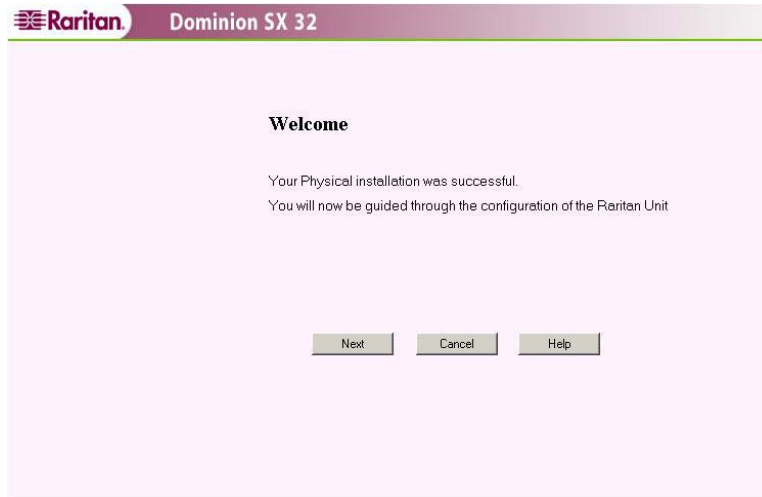 Raritan. Dominion SX 32
Welcome
Your Physical installation was successful.
You will now be guided through the configuration of the Raritan Unit
Next Cancel Help